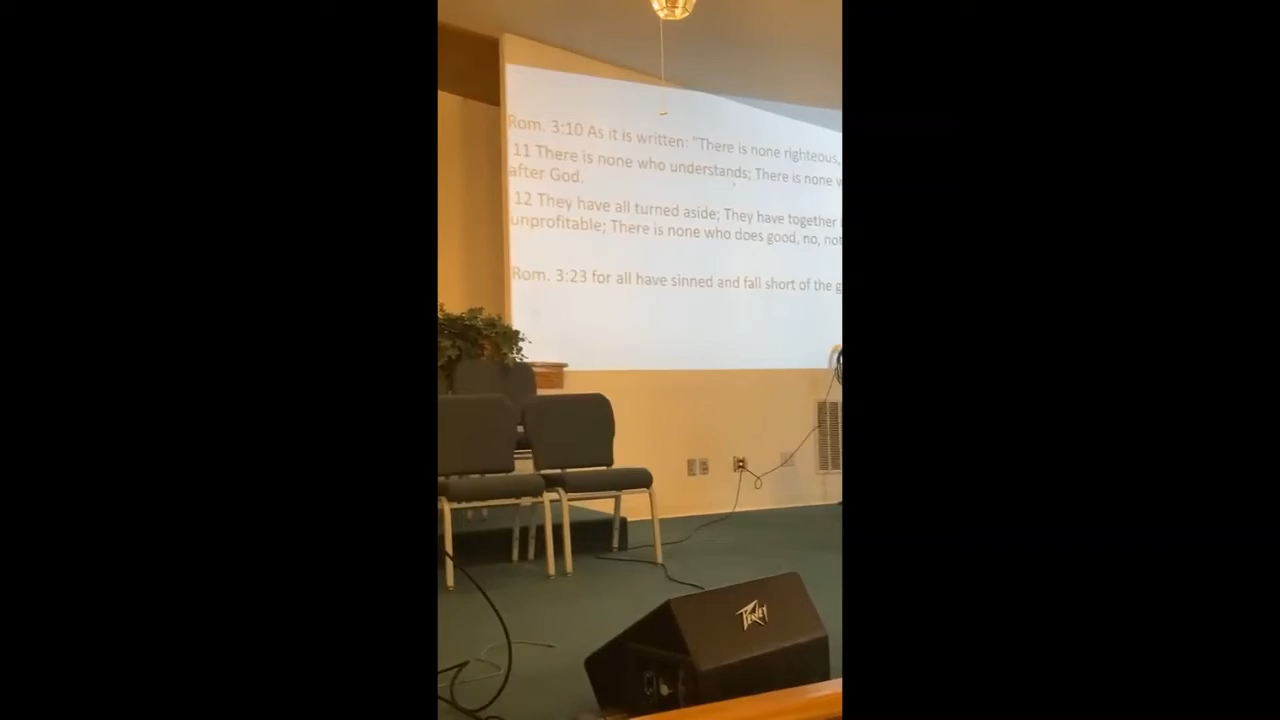 Rom. 3:10 As it is written: "There is none righteous,
11 There is none who understands; There is none
after God.
12 They have all turned aside; They have together
unprofitable; There is none who does good, no, not
Rom. 3:23 for all have sinned and fall short of the
PEAVEY